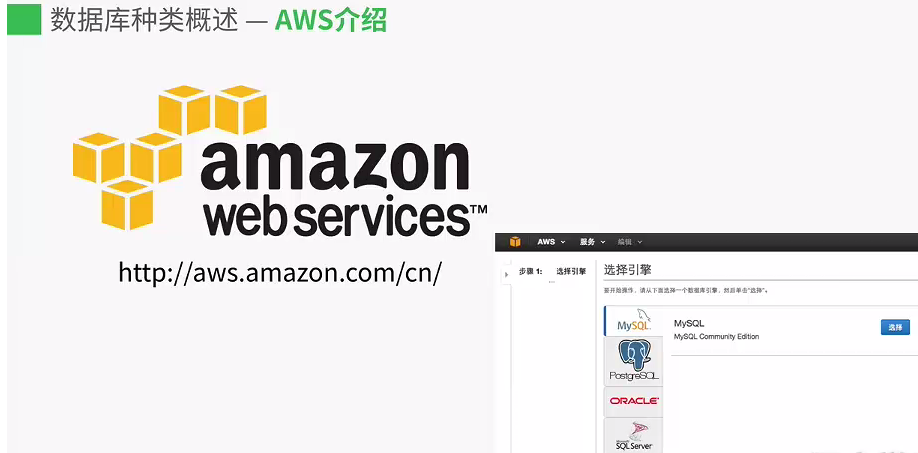 数据库种类概述 — AWS介绍
amazon
web services™
http://aws.amazon.com/cn/
AWS 服务 编辑
步骤 1: 选择引擎
选择引擎
要开始操作，请从下面选择一个数据库引擎，然后单击“选择”。
MySQL
MySQL
MySQL Community Edition
选择
PostgreSQL
ORACLE
Microsoft
SQL Server